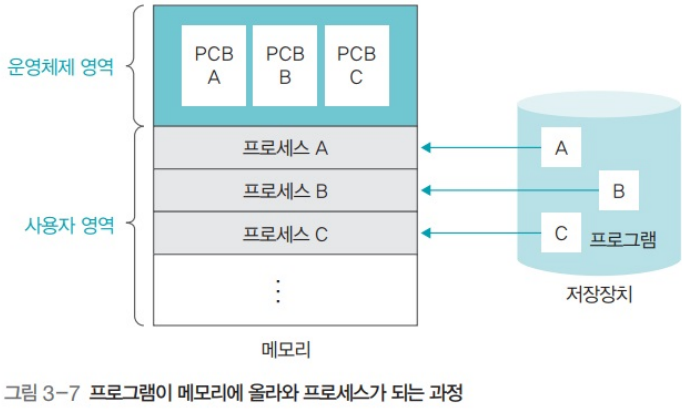 운영체제 영역
PCB A
PCB B
PCB C
프로세스 A
프로세스 B
프로세스 C
⋮
사용자 영역
메모리
A
B
C
프로그램
저장장치
그림 3-7 프로그램이 메모리에 올라와 프로세스가 되는 과정